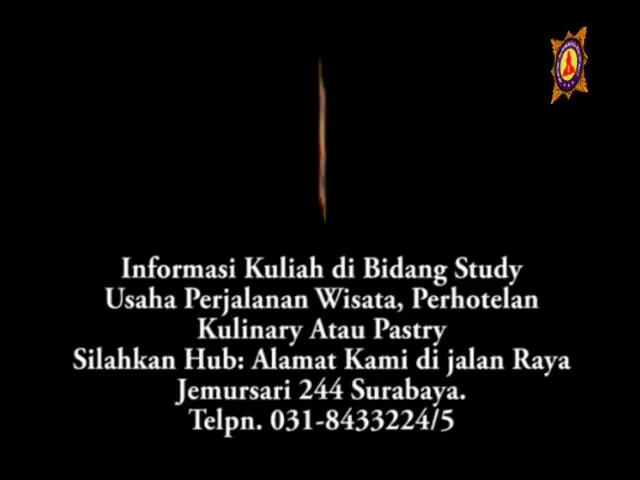 Informasi Kuliah di Bidang Study
Usaha Perjalanan Wisata, Perhotelan
Kulinary Atau Pastry
Silahkan Hub: Alamat Kami di jalan Raya
Jemursari 244 Surabaya.
Telpn. 031-8433224/5